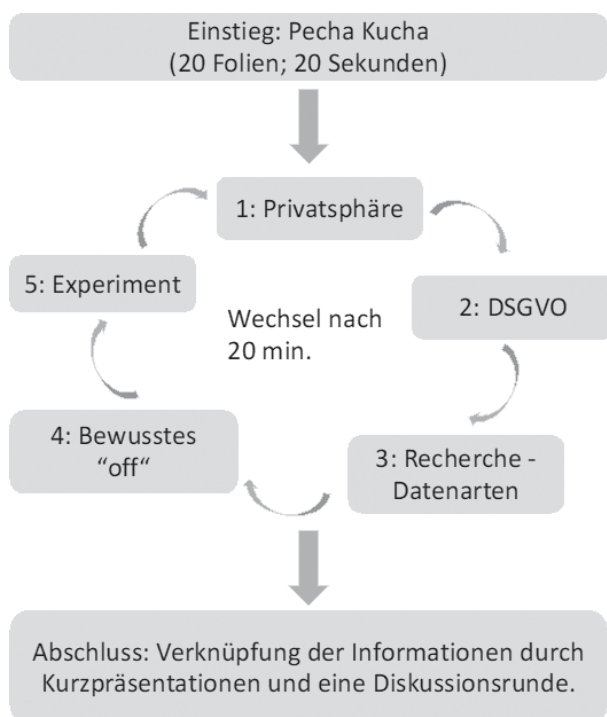 Einstieg: Pecha Kucha
(20 Folien; 20 Sekunden)
1: Privatsphäre
2: DSGVO
3: Recherche -
Datenarten
4: Bewusstes
“off“
5: Experiment
Wechsel nach
20 min.
Abschluss: Verknüpfung der Informationen durch
Kurzpräsentationen und eine Diskussionsrunde.